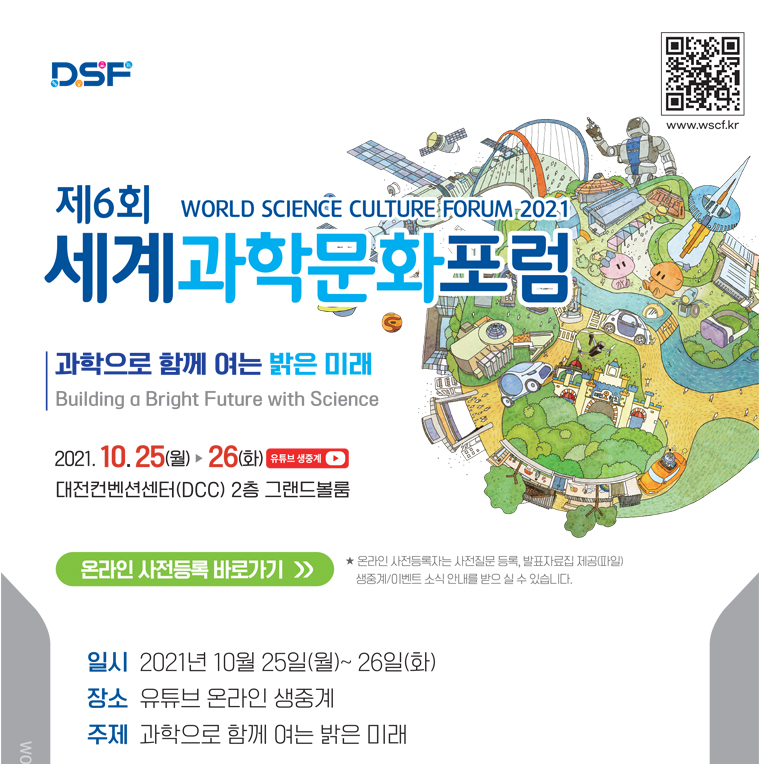 DSF
www.wscf.kr
제6회 WORLD SCIENCE CULTURE FORUM 2021
세계과학문화포럼
과학으로 함께 여는 밝은 미래
Building a Bright Future with Science
2021. 10. 25(월) ▸ 26(화) 유튜브 생중계
대전컨벤션센터(DCC) 2층 그랜드볼룸
온라인 사전등록 바로가기 »
★ 온라인 사전등록자는 사전질문 등록, 발표자료집 제공(파일)
생중계/이벤트 소식 안내를 받으 실 수 있습니다.
일시 2021년 10월 25일(월)~ 26일(화)
장소 유튜브 온라인 생중계
주제 과학으로 함께 여는 밝은 미래
WO